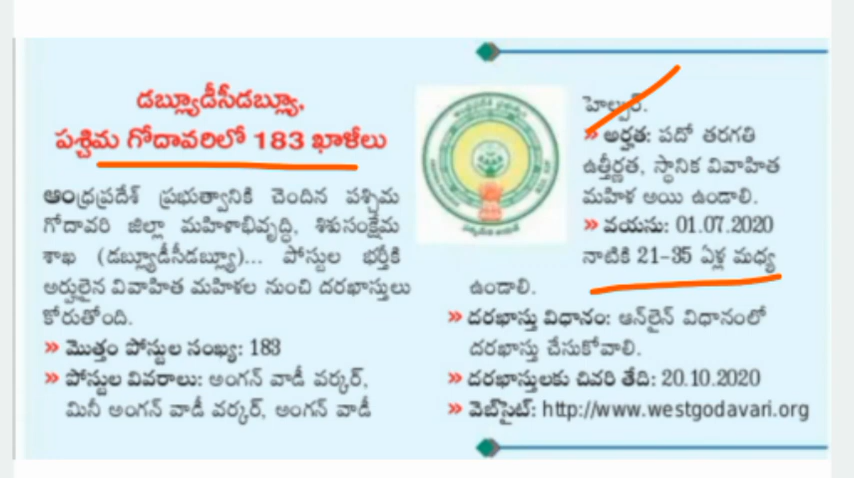 డబ్ల్యూడీసీడబ్ల్యూ,
పశ్చిమ గోదావరిలో 183 ఖాళీలు
ఆంధ్రప్రదేశ్ ప్రభుత్వానికి చెందిన పశ్చిమ
గోదావరి జిల్లా మహిళాభివృద్ధి, శిశుసంక్షేమ
శాఖ (డబ్ల్యూడీసీడబ్ల్యూ)... పోస్టుల భర్తీకి
అర్హులైన వివాహిత మహిళల నుంచి దరఖాస్తులు
కోరుతోంది.
» మొత్తం పోస్టుల సంఖ్య: 183
» పోస్టుల వివరాలు: అంగన్ వాడీ వర్కర్,
మినీ అంగన్ వాడీ వర్కర్, అంగన్ వాడీ
హెల్పర్.
» అర్హత: పదో తరగతి
ఉత్తీర్ణత, స్థానిక వివాహిత
మహిళ అయి ఉండాలి.
» వయసు: 01.07.2020
నాటికి 21-35 ఏళ్ల మధ్య
ఉండాలి.
» దరఖాస్తు విధానం: ఆన్‌లైన్ విధానంలో
దరఖాస్తు చేసుకోవాలి.
» దరఖాస్తులకు చివరి తేది: 20.10.2020
» వెబ్‌సైట్: http://www.westgodavari.org